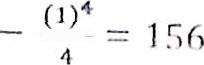 − (1)⁴/4 = 156